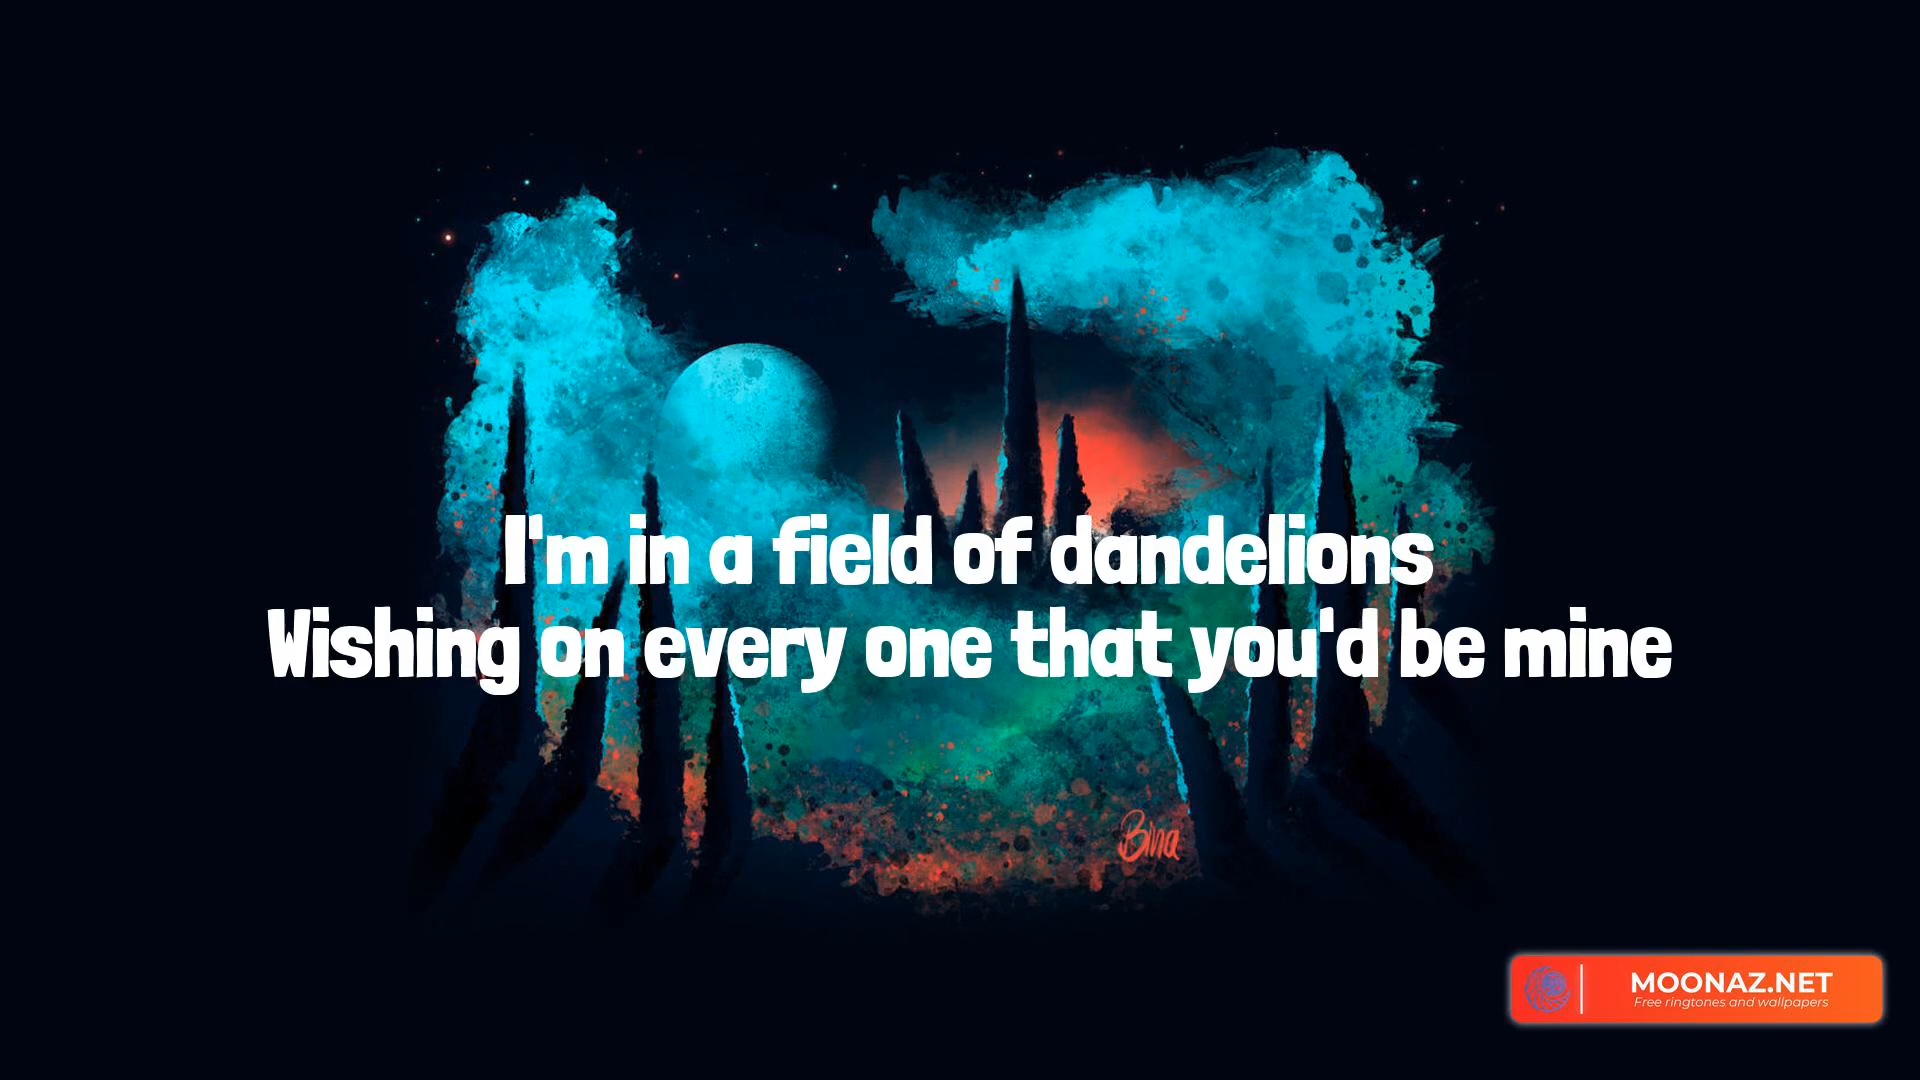 I'm in a field of dandelions
Wishing on every one that you'd be mine
Bina
MOONAZ.NET
Free ringtones and wallpapers